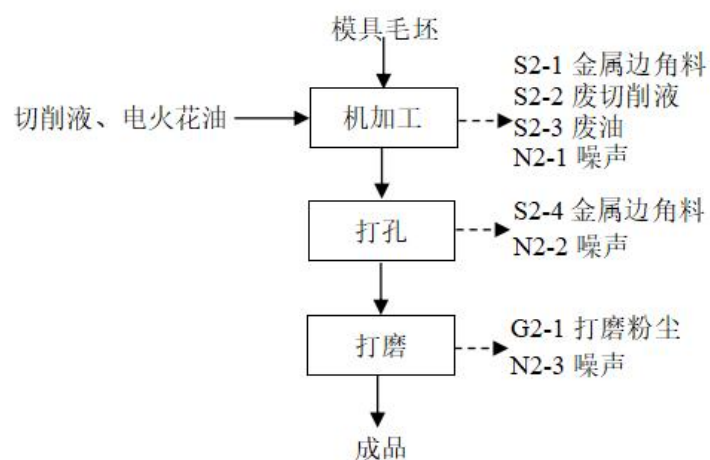 模具毛坯
切削液、电火花油
机加工
S2-1 金属边角料
S2-2 废切削液
S2-3 废油
N2-1 噪声
打孔
S2-4 金属边角料
N2-2 噪声
打磨
G2-1 打磨粉尘
N2-3 噪声
成品